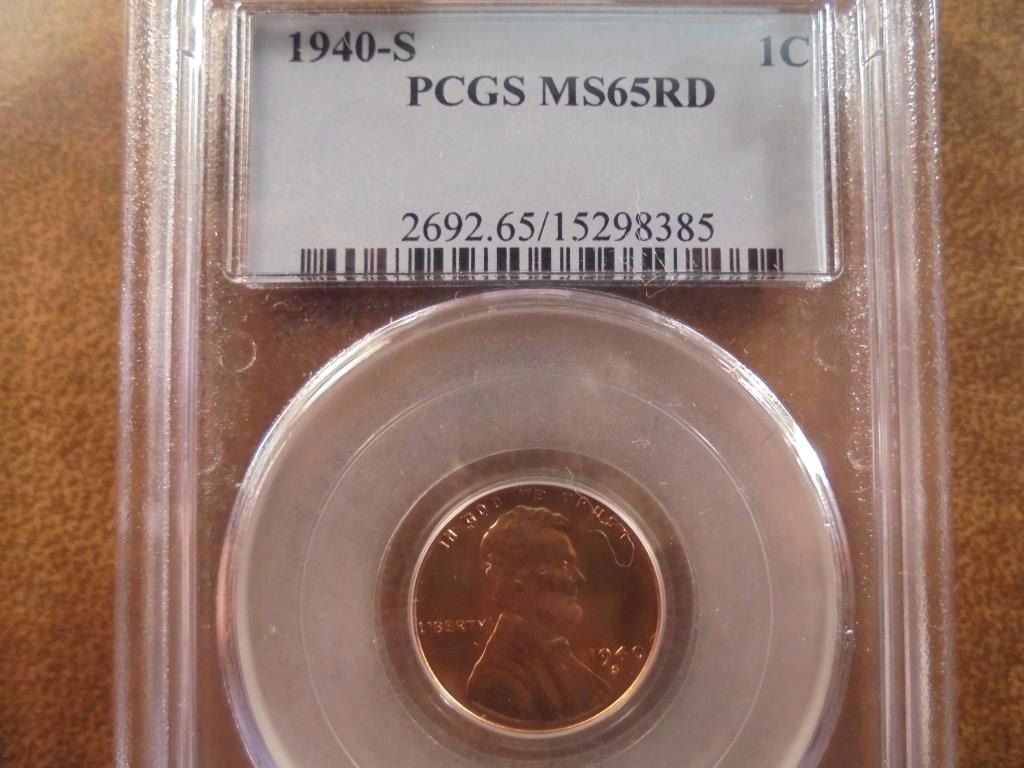 1940-S 1C
PCGS MS65RD
2692.65/15298385
IN GOD WE TRUST
LIBERTY
1940
S